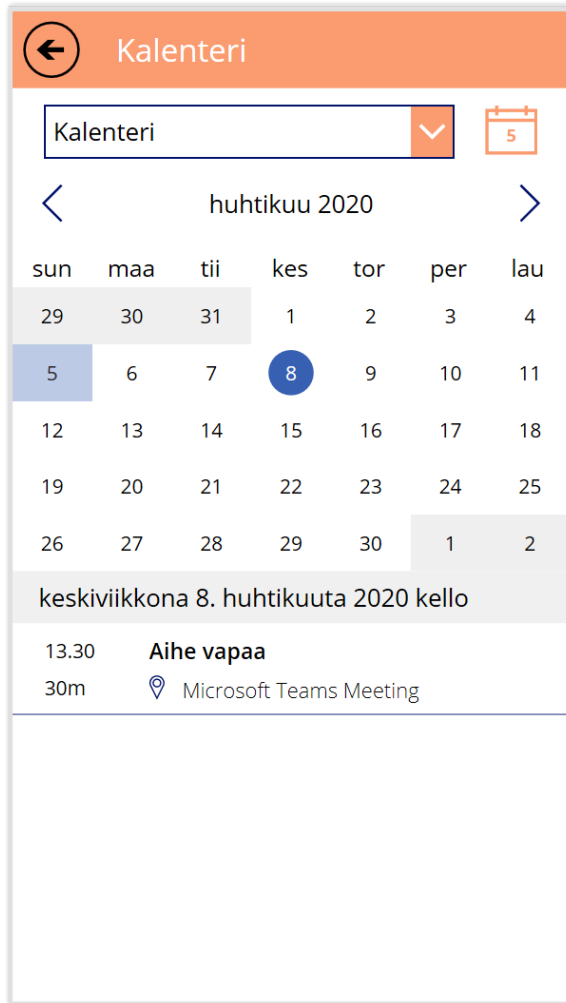 Kalenteri
Kalenteri
5
huhtikuu 2020
sun maa tii kes tor per lau
29 30 31 1 2 3 4
5 6 7 8 9 10 11
12 13 14 15 16 17 18
19 20 21 22 23 24 25
26 27 28 29 30 1 2
keskiviikkona 8. huhtikuuta 2020 kello
13.30 Aihe vapaa
30m Microsoft Teams Meeting